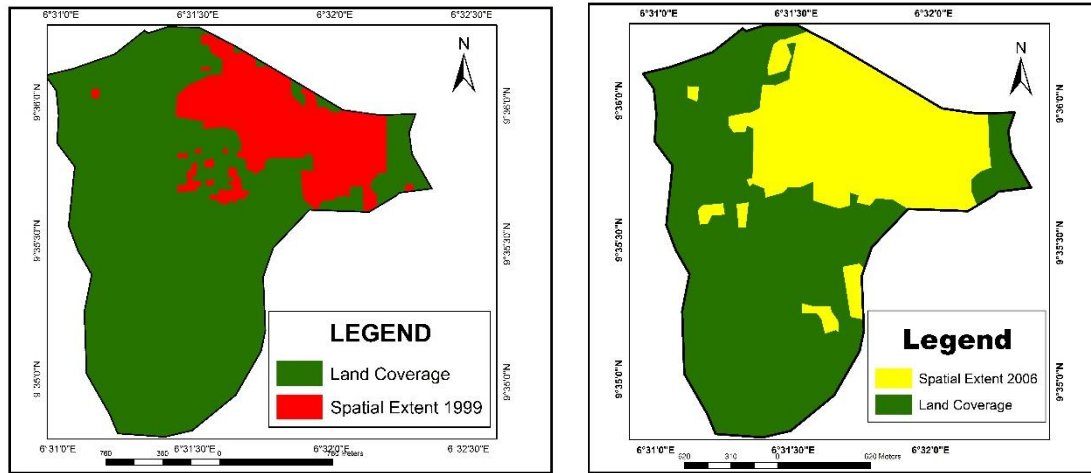 6°31'0"E 6°31'30"E 6°32'0"E 6°32'30"E
N
9°36'0"N 9°36'0"N
9°35'30"N 9°35'30"N
9°35'0"N 9°35'0"N
LEGEND
Land Coverage
Spatial Extent 1999
6°31'0"E 6°31'30"E 6°32'0"E 6°32'30"E
760 380 0 760 Meters
6°31'0"E 6°31'30"E 6°32'0"E
N
9°36'0"N 9°36'0"N
9°35'30"N 9°35'30"N
9°35'0"N 9°35'0"N
Legend
Spatial Extent 2006
Land Coverage
6°31'0"E 6°31'30"E 6°32'0"E
620 310 0 620 Meters